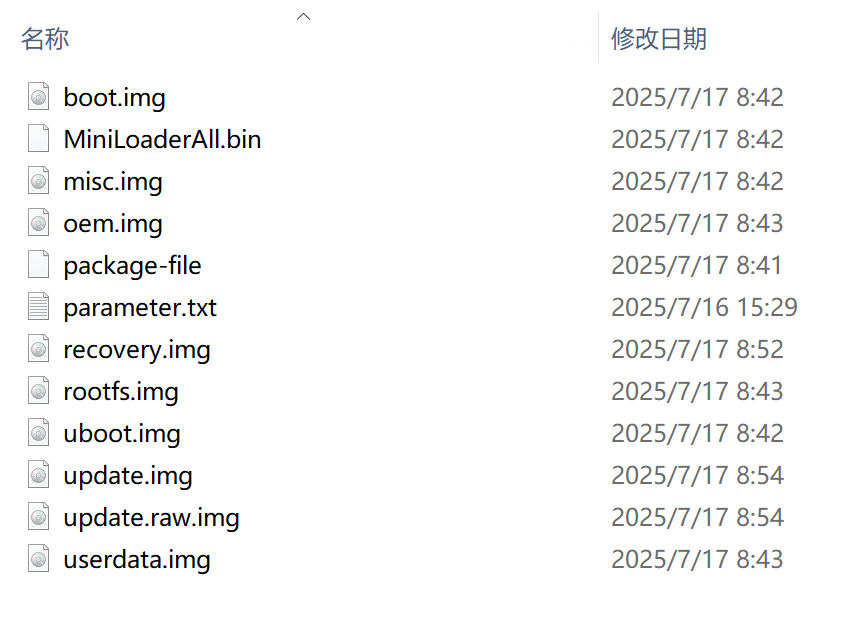 名称 修改日期
boot.img 2025/7/17 8:42
MiniLoaderAll.bin 2025/7/17 8:42
misc.img 2025/7/17 8:42
oem.img 2025/7/17 8:43
package-file 2025/7/17 8:41
parameter.txt 2025/7/16 15:29
recovery.img 2025/7/17 8:52
rootfs.img 2025/7/17 8:43
uboot.img 2025/7/17 8:42
update.img 2025/7/17 8:54
update.raw.img 2025/7/17 8:54
userdata.img 2025/7/17 8:43